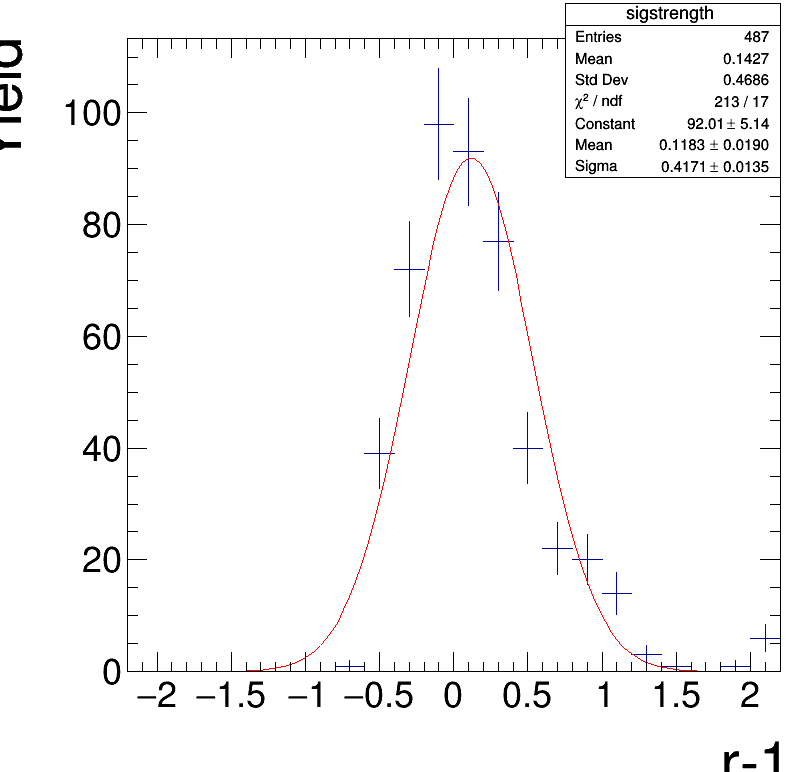 sigstrength
Entries 487
Mean 0.1427
Std Dev 0.4686
χ² / ndf 213 / 17
Constant 92.01 ± 5.14
Mean 0.1183 ± 0.0190
Sigma 0.4171 ± 0.0135
Yield
100
80
60
40
20
0
−2 −1.5 −1 −0.5 0 0.5 1 1.5 2
r-1